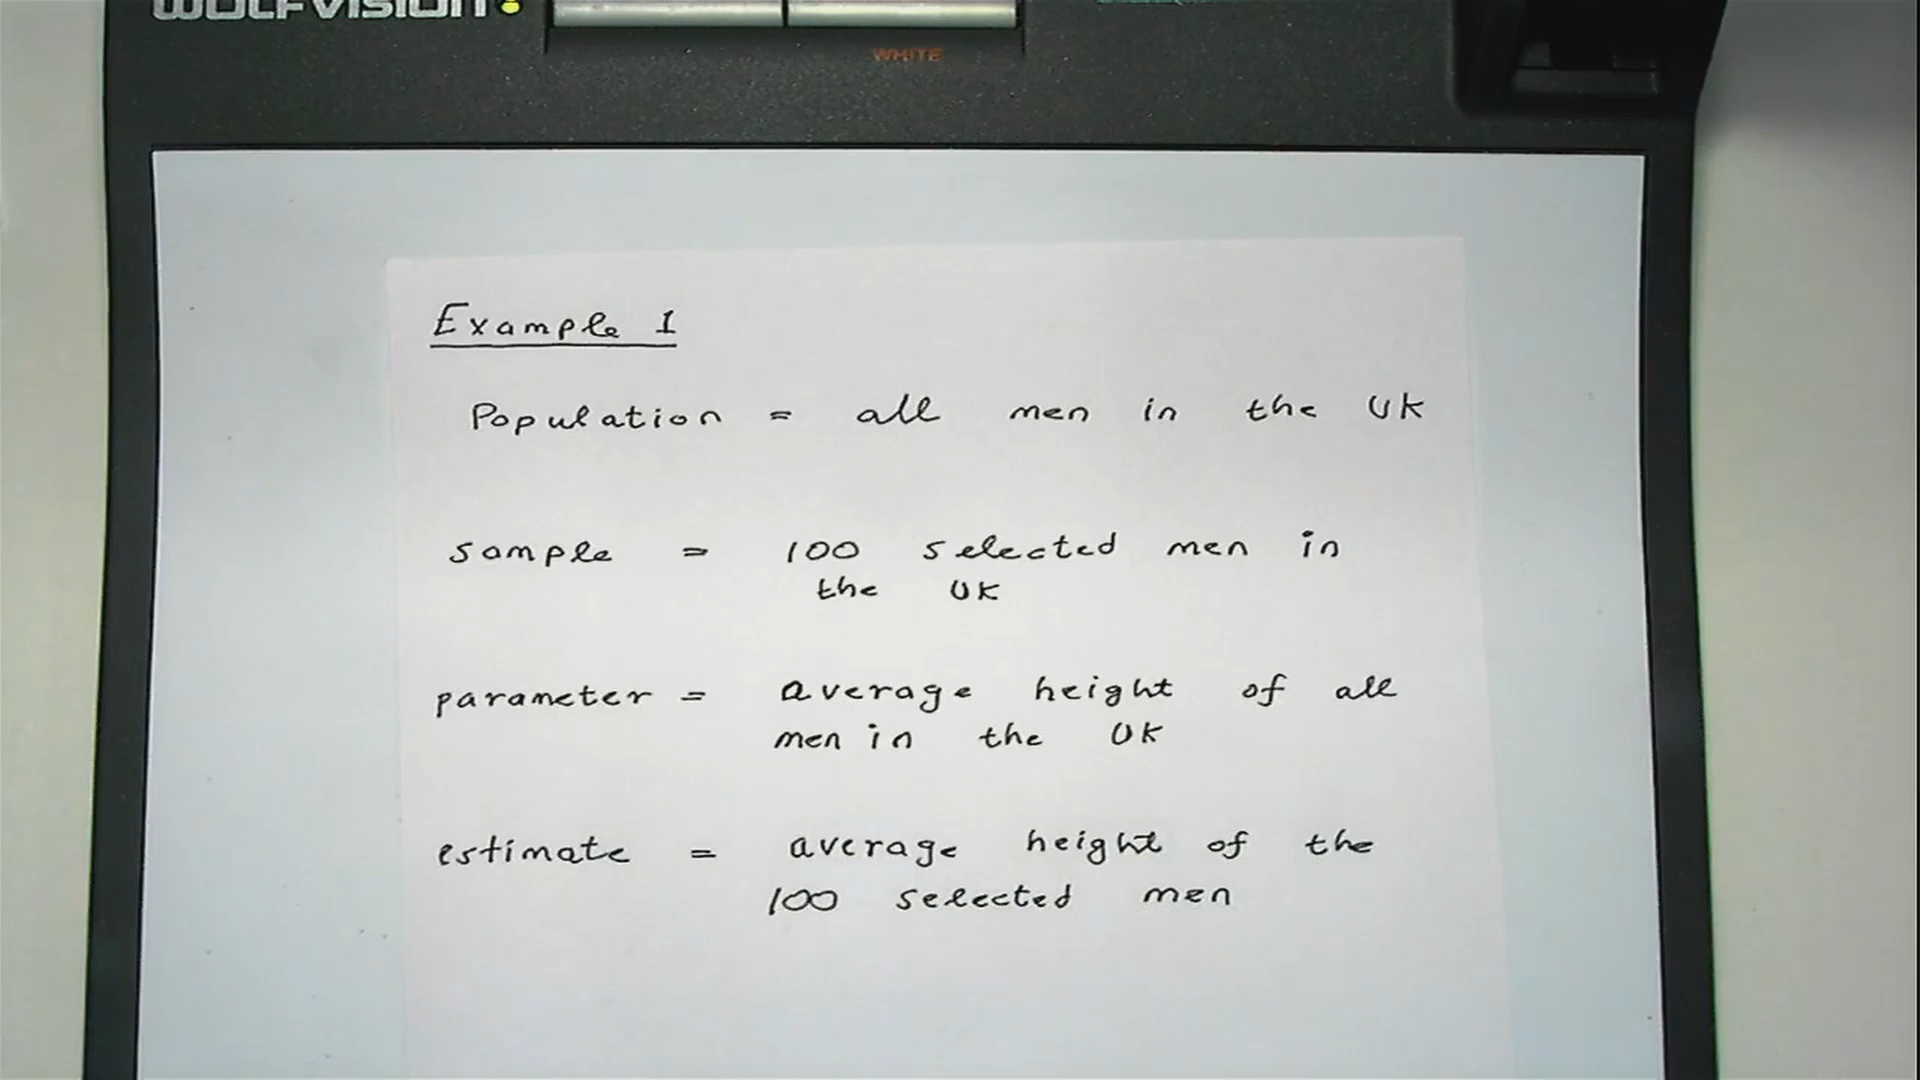 WOLFVISION
WHITE
Example 1
Population = all men in the UK
sample = 100 selected men in
the UK
parameter = average height of all
men in the UK
estimate = average height of the
100 selected men